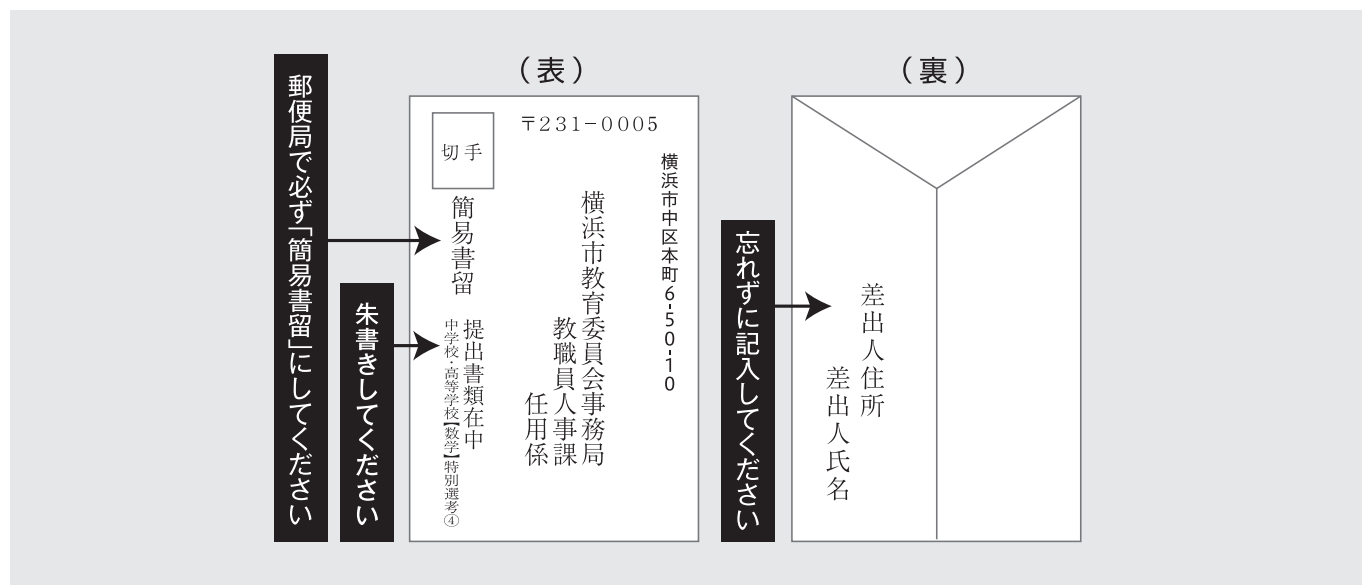 （表）
郵便局で必ず「簡易書留」にしてください
朱書きしてください
切手
〒231−0005
横浜市中区本町6-50-10
横浜市教育委員会事務局
教職員人事課
任用係
簡易書留
提出書類在中
中学校・高等学校【数学】特別選考④
（裏）
忘れずに記入してください
差出人住所
差出人氏名